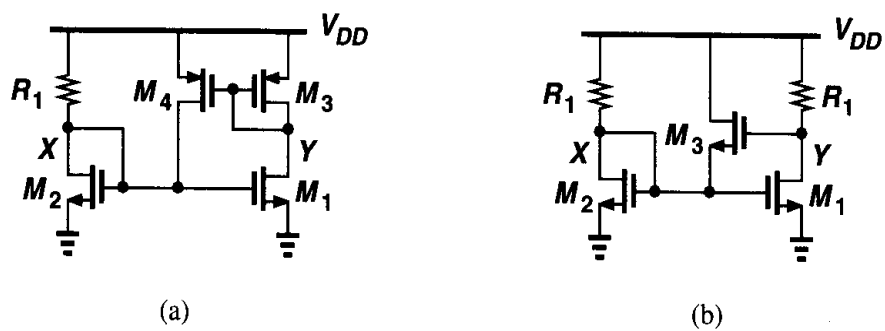 V_DD
R_1
M_4
M_3
X
Y
M_2
M_1
(a)
V_DD
R_1
M_3
R_1
X
Y
M_2
M_1
(b)